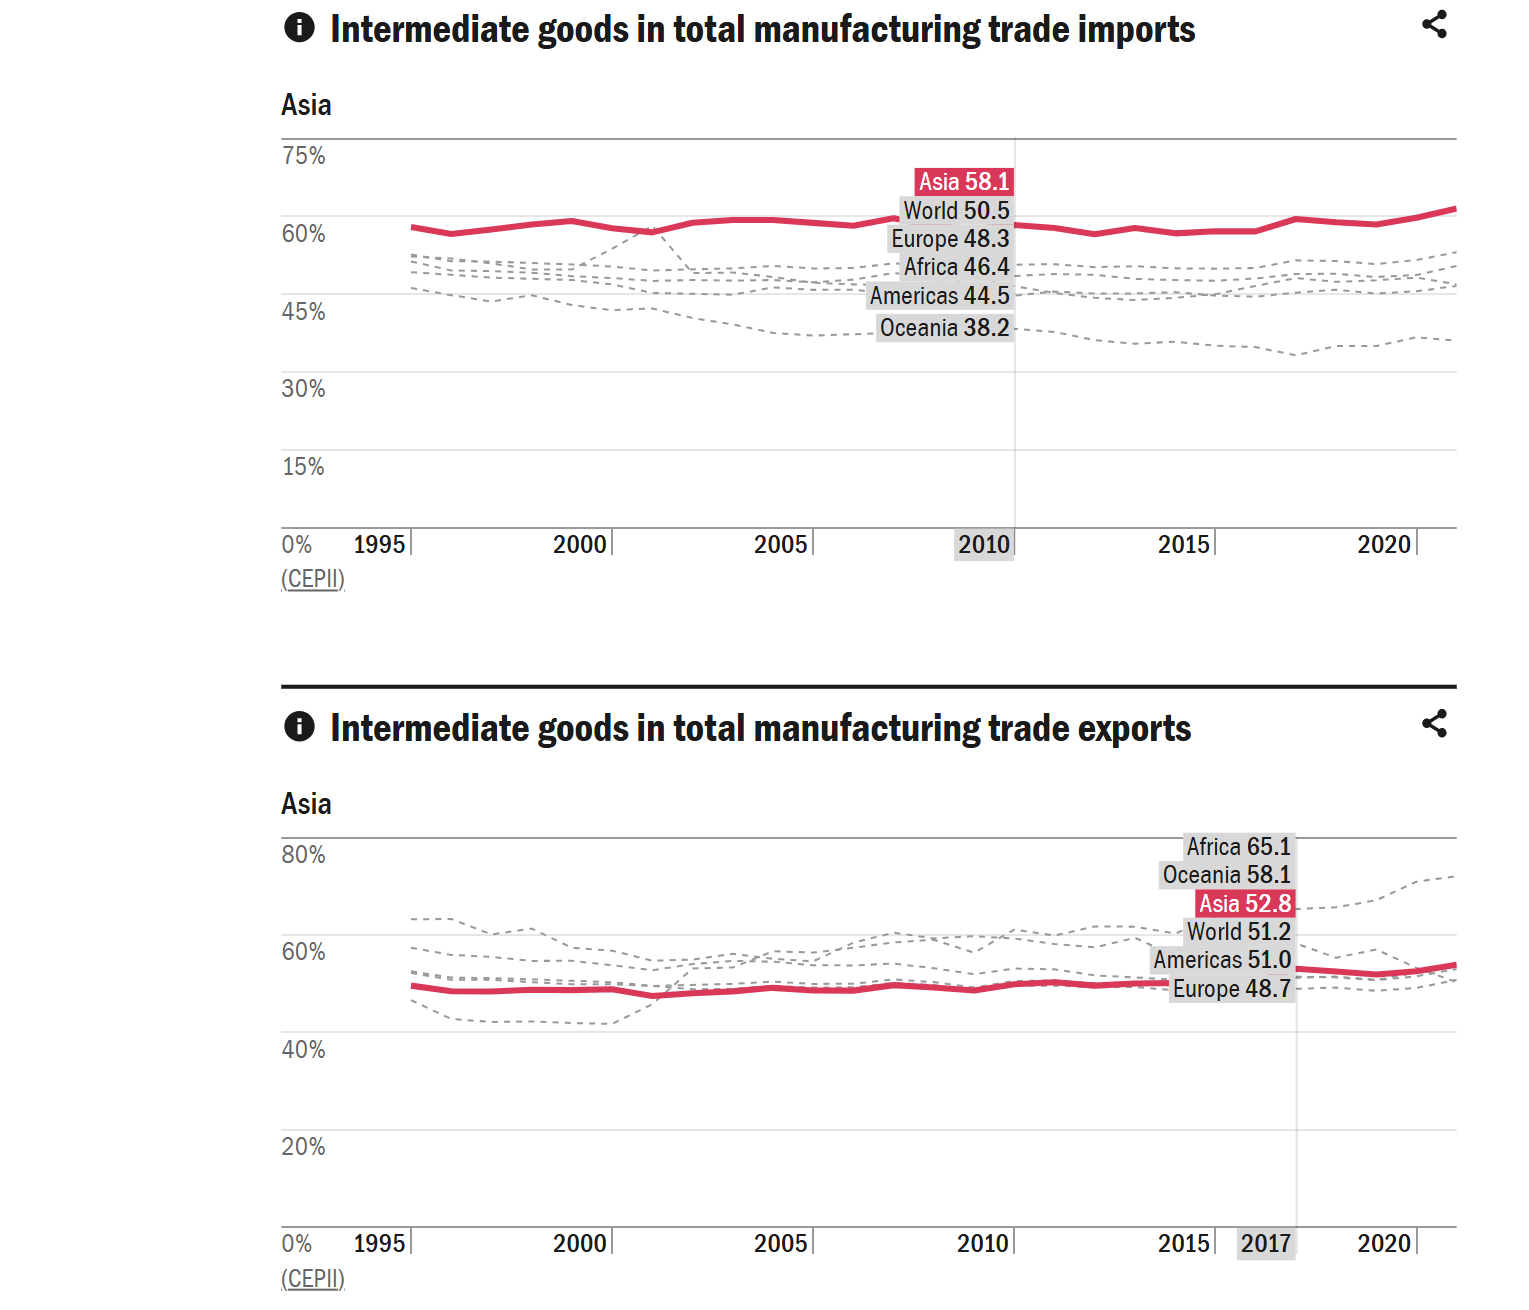 Intermediate goods in total manufacturing trade imports
Asia
75%
Asia 58.1
World 50.5
60%
Europe 48.3
Africa 46.4
Americas 44.5
45%
Oceania 38.2
30%
15%
0% 1995 2000 2005 2010 2015 2020
(CEPII)
Intermediate goods in total manufacturing trade exports
Asia
80%
Africa 65.1
Oceania 58.1
Asia 52.8
World 51.2
60%
Americas 51.0
Europe 48.7
40%
20%
0% 1995 2000 2005 2010 2015 2017 2020
(CEPII)